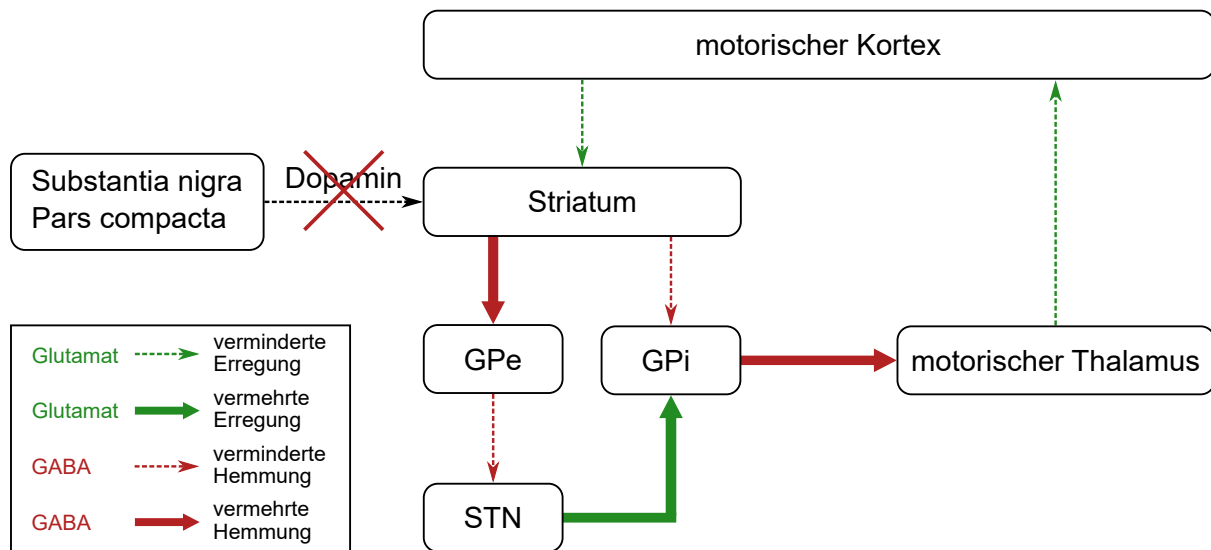 motorischer Kortex
Dopamin
Substantia nigra
Pars compacta
Striatum
GPe
GPi
motorischer Thalamus
STN
Glutamat
verminderte
Erregung
Glutamat
vermehrte
Erregung
GABA
verminderte
Hemmung
GABA
vermehrte
Hemmung